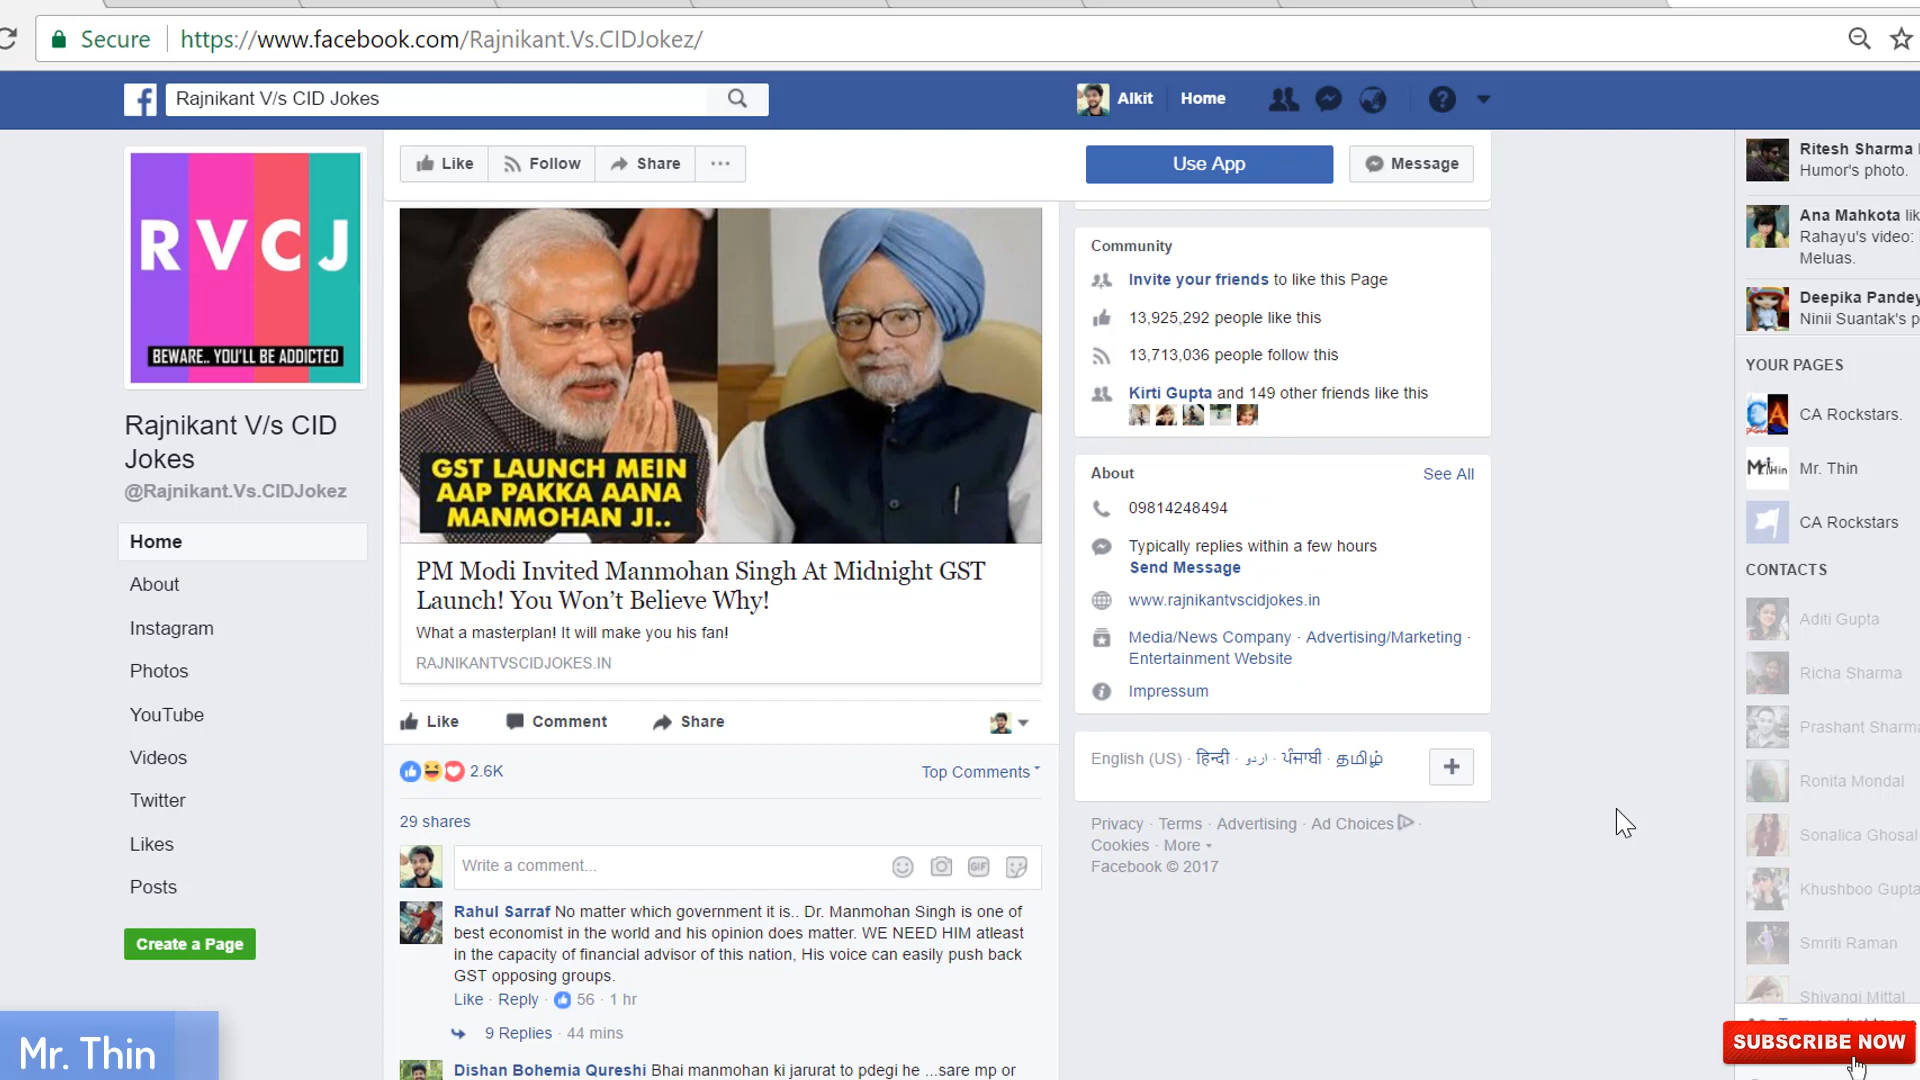 Secure
https://www.facebook.com/Rajnikant.Vs.CIDJokez/
Rajnikant V/s CID Jokes
Alkit
Home
RVCJ
BEWARE.. YOU'LL BE ADDICTED
Rajnikant V/s CID
Jokes
@Rajnikant.Vs.CIDJokez
Home
About
Instagram
Photos
YouTube
Videos
Twitter
Likes
Posts
Create a Page
Mr. Thin
Like
Follow
Share
Use App
Message
GST LAUNCH MEIN
AAP PAKKA AANA
MANMOHAN JI..
PM Modi Invited Manmohan Singh At Midnight GST
Launch! You Won't Believe Why!
What a masterplan! It will make you his fan!
RAJNIKANTVSCIDJOKES.IN
Like
Comment
Share
2.6K
Top Comments
29 shares
Write a comment...
GIF
Rahul Sarraf No matter which government it is.. Dr. Manmohan Singh is one of
best economist in the world and his opinion does matter. WE NEED HIM atleast
in the capacity of financial advisor of this nation, His voice can easily push back
GST opposing groups.
Like · Reply · 56 · 1 hr
9 Replies · 44 mins
Dishan Bohemia Qureshi Bhai manmohan ki jarurat to pdegi he ...sare mp or
Community
Invite your friends to like this Page
13,925,292 people like this
13,713,036 people follow this
Kirti Gupta and 149 other friends like this
About
See All
09814248494
Typically replies within a few hours
Send Message
www.rajnikantvscidjokes.in
Media/News Company · Advertising/Marketing ·
Entertainment Website
Impressum
English (US) · हिन्दी · اردو · ਪੰਜਾਬੀ · தமிழ்
Privacy · Terms · Advertising · Ad Choices ·
Cookies · More
Facebook © 2017
Ritesh Sharma
Humor's photo.
Ana Mahkota lik
Rahayu's video:
Meluas.
Deepika Pandey
Ninii Suantak's p
YOUR PAGES
CA Rockstars.
Mr. Thin
CA Rockstars
CONTACTS
Aditi Gupta
Richa Sharma
Prashant Sharma
Ronita Mondal
Sonalica Ghosal
Khushboo Gupta
Smriti Raman
Shivangi Mittal
SUBSCRIBE NOW